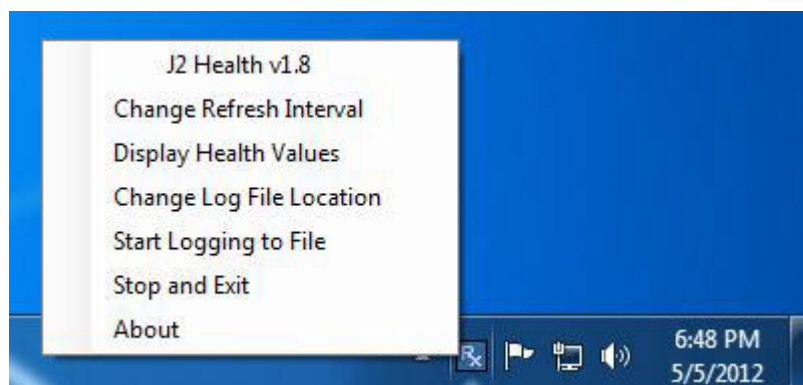 J2 Health v1.8
Change Refresh Interval
Display Health Values
Change Log File Location
Start Logging to File
Stop and Exit
About
Rx
6:48 PM
5/5/2012